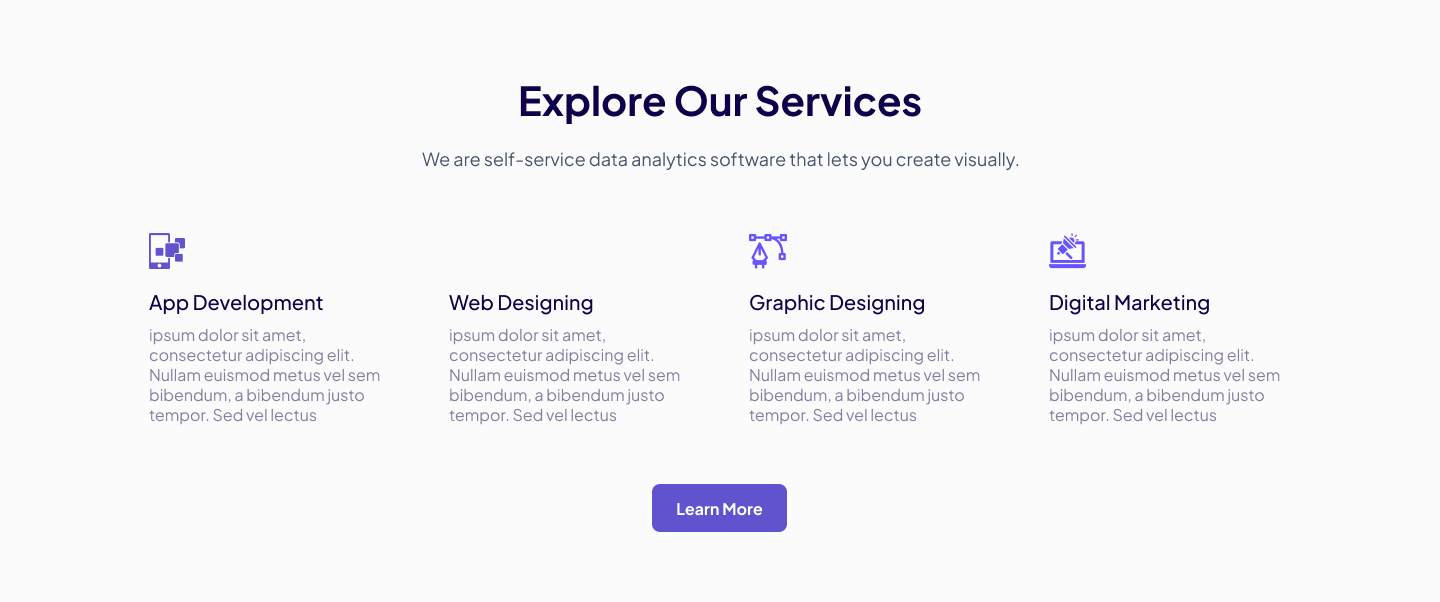 Explore Our Services
We are self-service data analytics software that lets you create visually.
App Development
ipsum dolor sit amet,
consectetur adipiscing elit.
Nullam euismod metus vel sem
bibendum, a bibendum justo
tempor. Sed vel lectus
Web Designing
ipsum dolor sit amet,
consectetur adipiscing elit.
Nullam euismod metus vel sem
bibendum, a bibendum justo
tempor. Sed vel lectus
Graphic Designing
ipsum dolor sit amet,
consectetur adipiscing elit.
Nullam euismod metus vel sem
bibendum, a bibendum justo
tempor. Sed vel lectus
Digital Marketing
ipsum dolor sit amet,
consectetur adipiscing elit.
Nullam euismod metus vel sem
bibendum, a bibendum justo
tempor. Sed vel lectus
Learn More